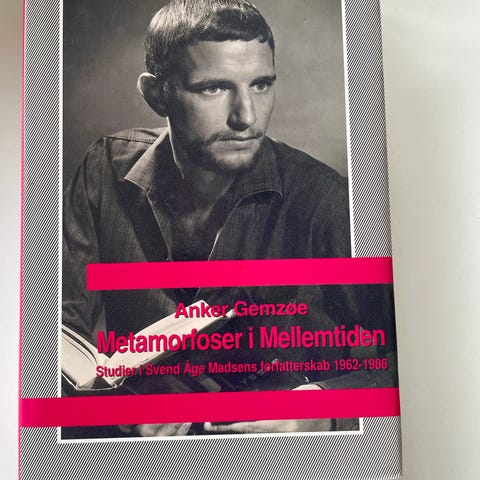 Anker Gemzøe
Metamorfoser i Mellemtiden
Studier i Svend Åge Madsens forfatterskab 1962-1986